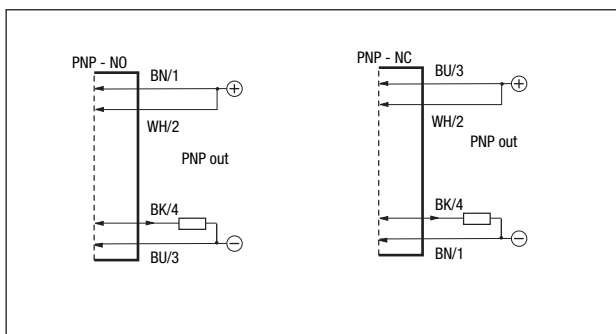 PNP - NO
BN/1
+
WH/2
PNP out
BK/4
−
BU/3
PNP - NC
BU/3
+
WH/2
PNP out
BK/4
−
BN/1